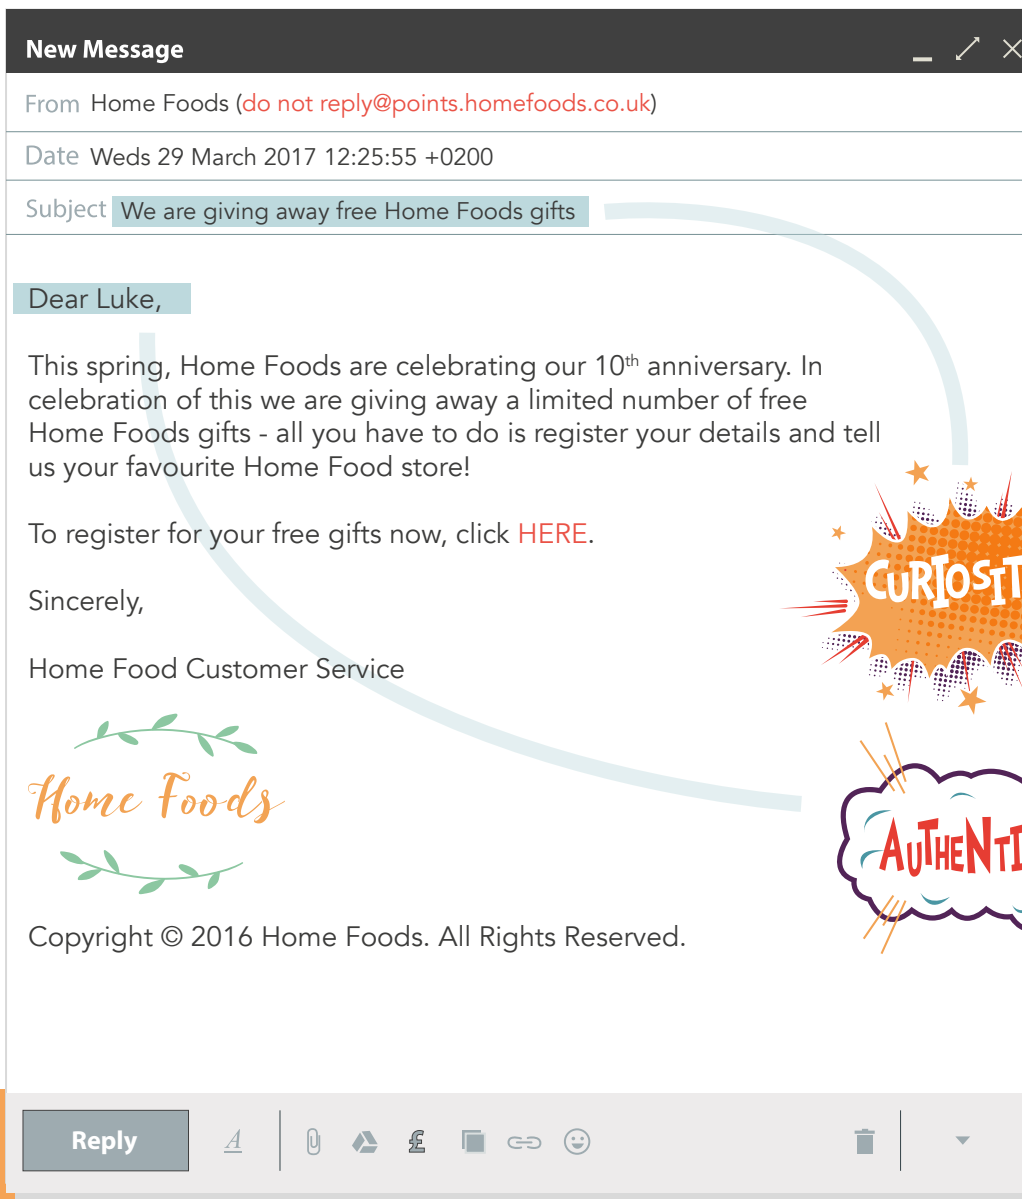 New Message
From Home Foods (do not reply@points.homefoods.co.uk)
Date Weds 29 March 2017 12:25:55 +0200
Subject We are giving away free Home Foods gifts
Dear Luke,
This spring, Home Foods are celebrating our 10th anniversary. In
celebration of this we are giving away a limited number of free
Home Foods gifts - all you have to do is register your details and tell
us your favourite Home Food store!
To register for your free gifts now, click HERE.
CURIOSIT
Sincerely,
Home Food Customer Service
Home Foods
AUTHENTI
Copyright © 2016 Home Foods. All Rights Reserved.
Reply A £